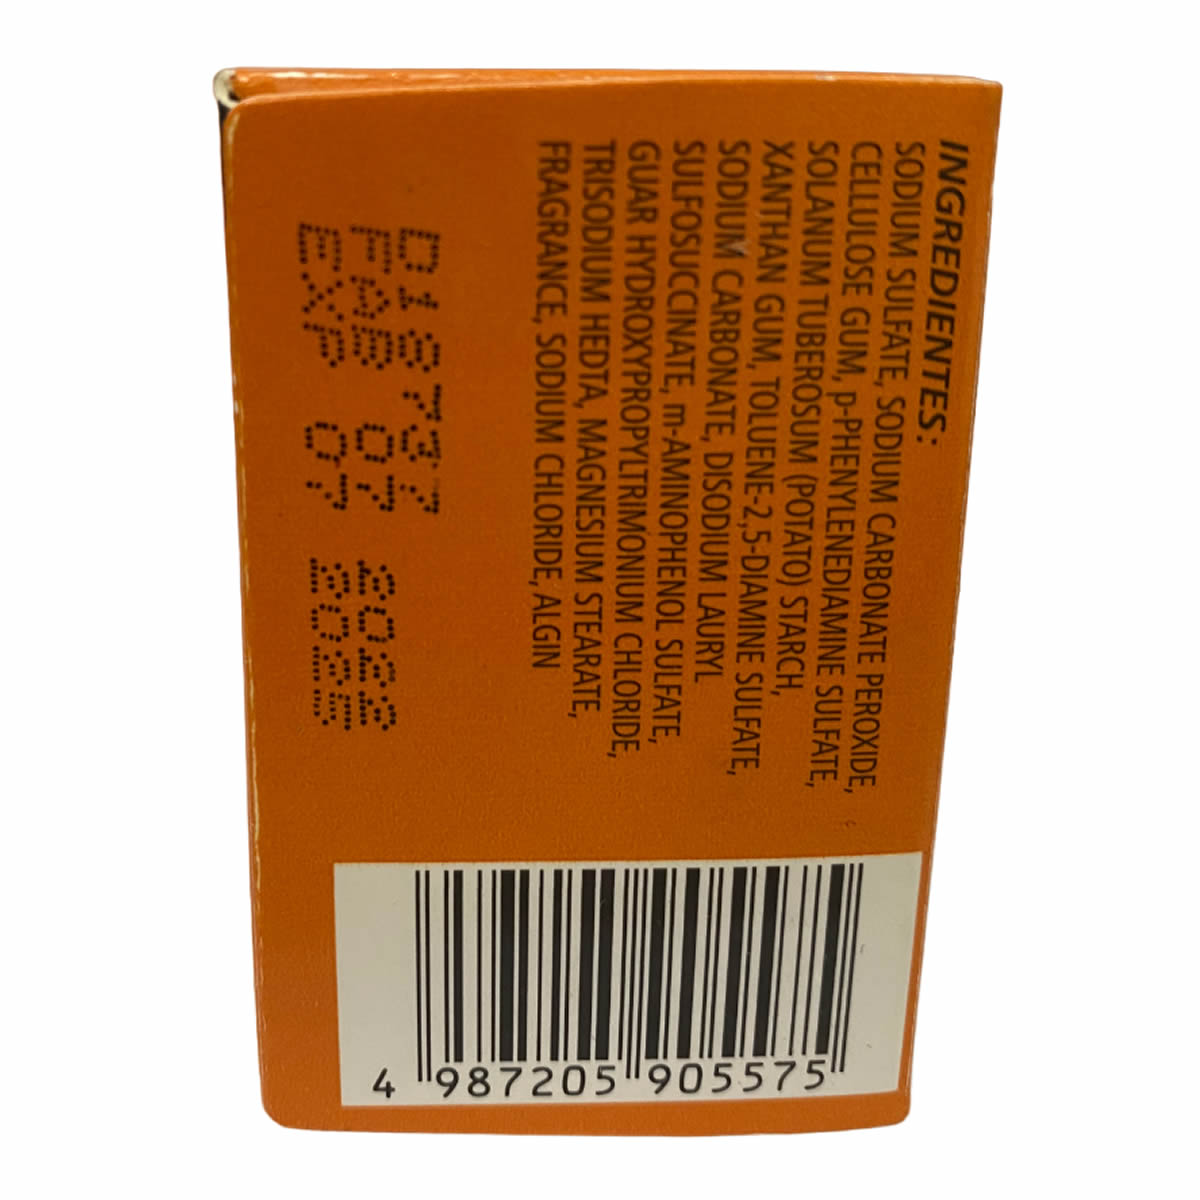 INGREDIENTES:
SODIUM SULFATE, SODIUM CARBONATE PEROXIDE,
CELLULOSE GUM, p-PHENYLENEDIAMINE SULFATE,
SOLANUM TUBEROSUM (POTATO) STARCH,
XANTHAN GUM, TOLUENE-2,5-DIAMINE SULFATE,
SODIUM CARBONATE, DISODIUM LAURYL
SULFOSUCCINATE, m-AMINOPHENOL SULFATE,
GUAR HYDROXYPROPYLTRIMONIUM CHLORIDE,
TRISODIUM HEDTA, MAGNESIUM STEARATE,
FRAGRANCE, SODIUM CHLORIDE, ALGIN
D18737
FAB 07 2022
EXP 07 2025
4 987205 905575